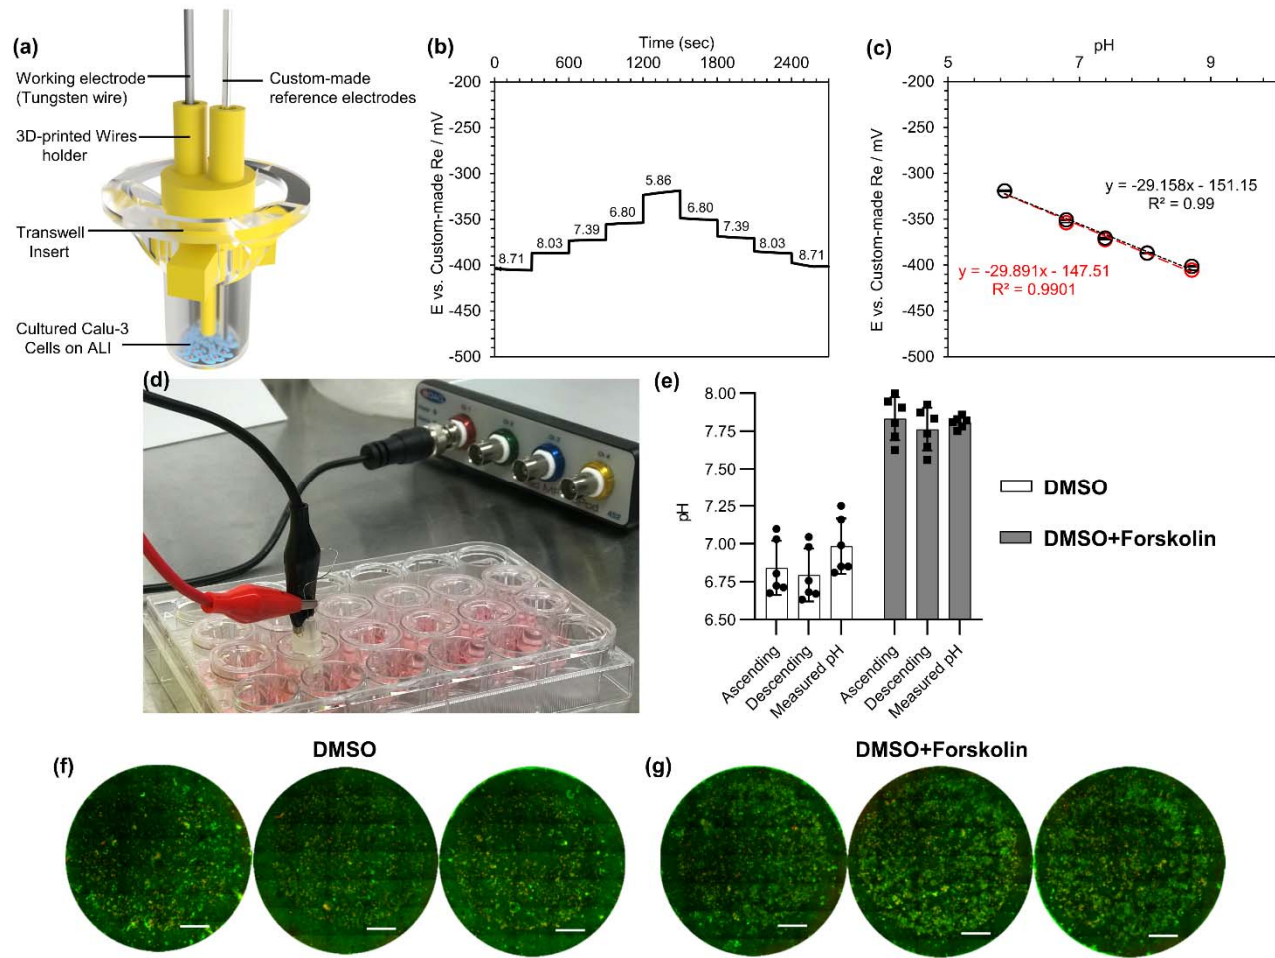 (a)
Working electrode
(Tungsten wire)
Custom-made
reference electrodes
3D-printed Wires
holder
Transwell
Insert
Cultured Calu-3
Cells on ALI
(b)
Time (sec)
0 600 1200 1800 2400
E vs. Custom-made Re / mV
-200
-250
-300
-350
-400
-450
-500
8.71
8.03
7.39
6.80
5.86
6.80
7.39
8.03
8.71
(c)
pH
5 7 9
E vs. Custom-made Re / mV
-200
-250
-300
-350
-400
-450
-500
y = -29.158x - 151.15
R² = 0.99
y = -29.891x - 147.51
R² = 0.9901
(d)
(e)
pH
8.00
7.75
7.50
7.25
7.00
6.75
6.50
Ascending
Descending
Measured pH
Ascending
Descending
Measured pH
DMSO
DMSO+Forskolin
(f)
DMSO
(g)
DMSO+Forskolin